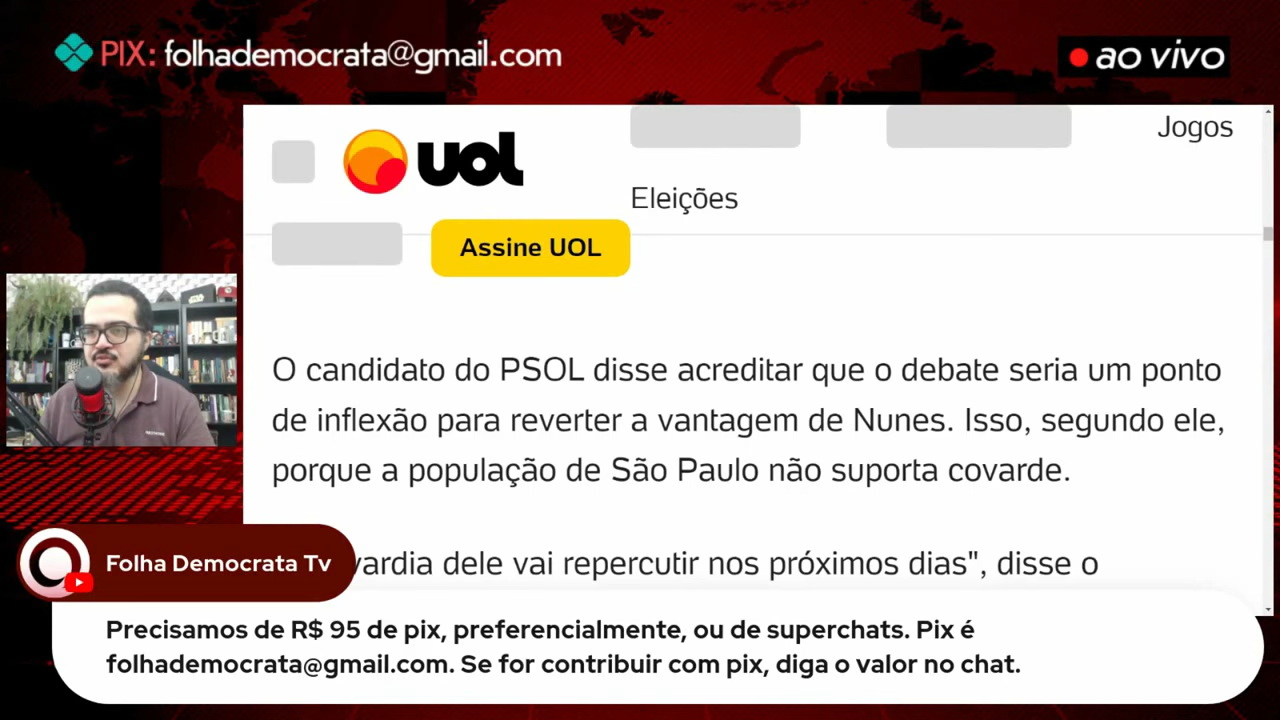 PIX: folhademocrata@gmail.com
ao vivo
uol
Jogos
Eleições
Assine UOL
O candidato do PSOL disse acreditar que o debate seria um ponto
de inflexão para reverter a vantagem de Nunes. Isso, segundo ele,
porque a população de São Paulo não suporta covarde.
vardia dele vai repercutir nos próximos dias", disse o
Folha Democrata Tv
Precisamos de R$ 95 de pix, preferencialmente, ou de superchats. Pix é
folhademocrata@gmail.com. Se for contribuir com pix, diga o valor no chat.